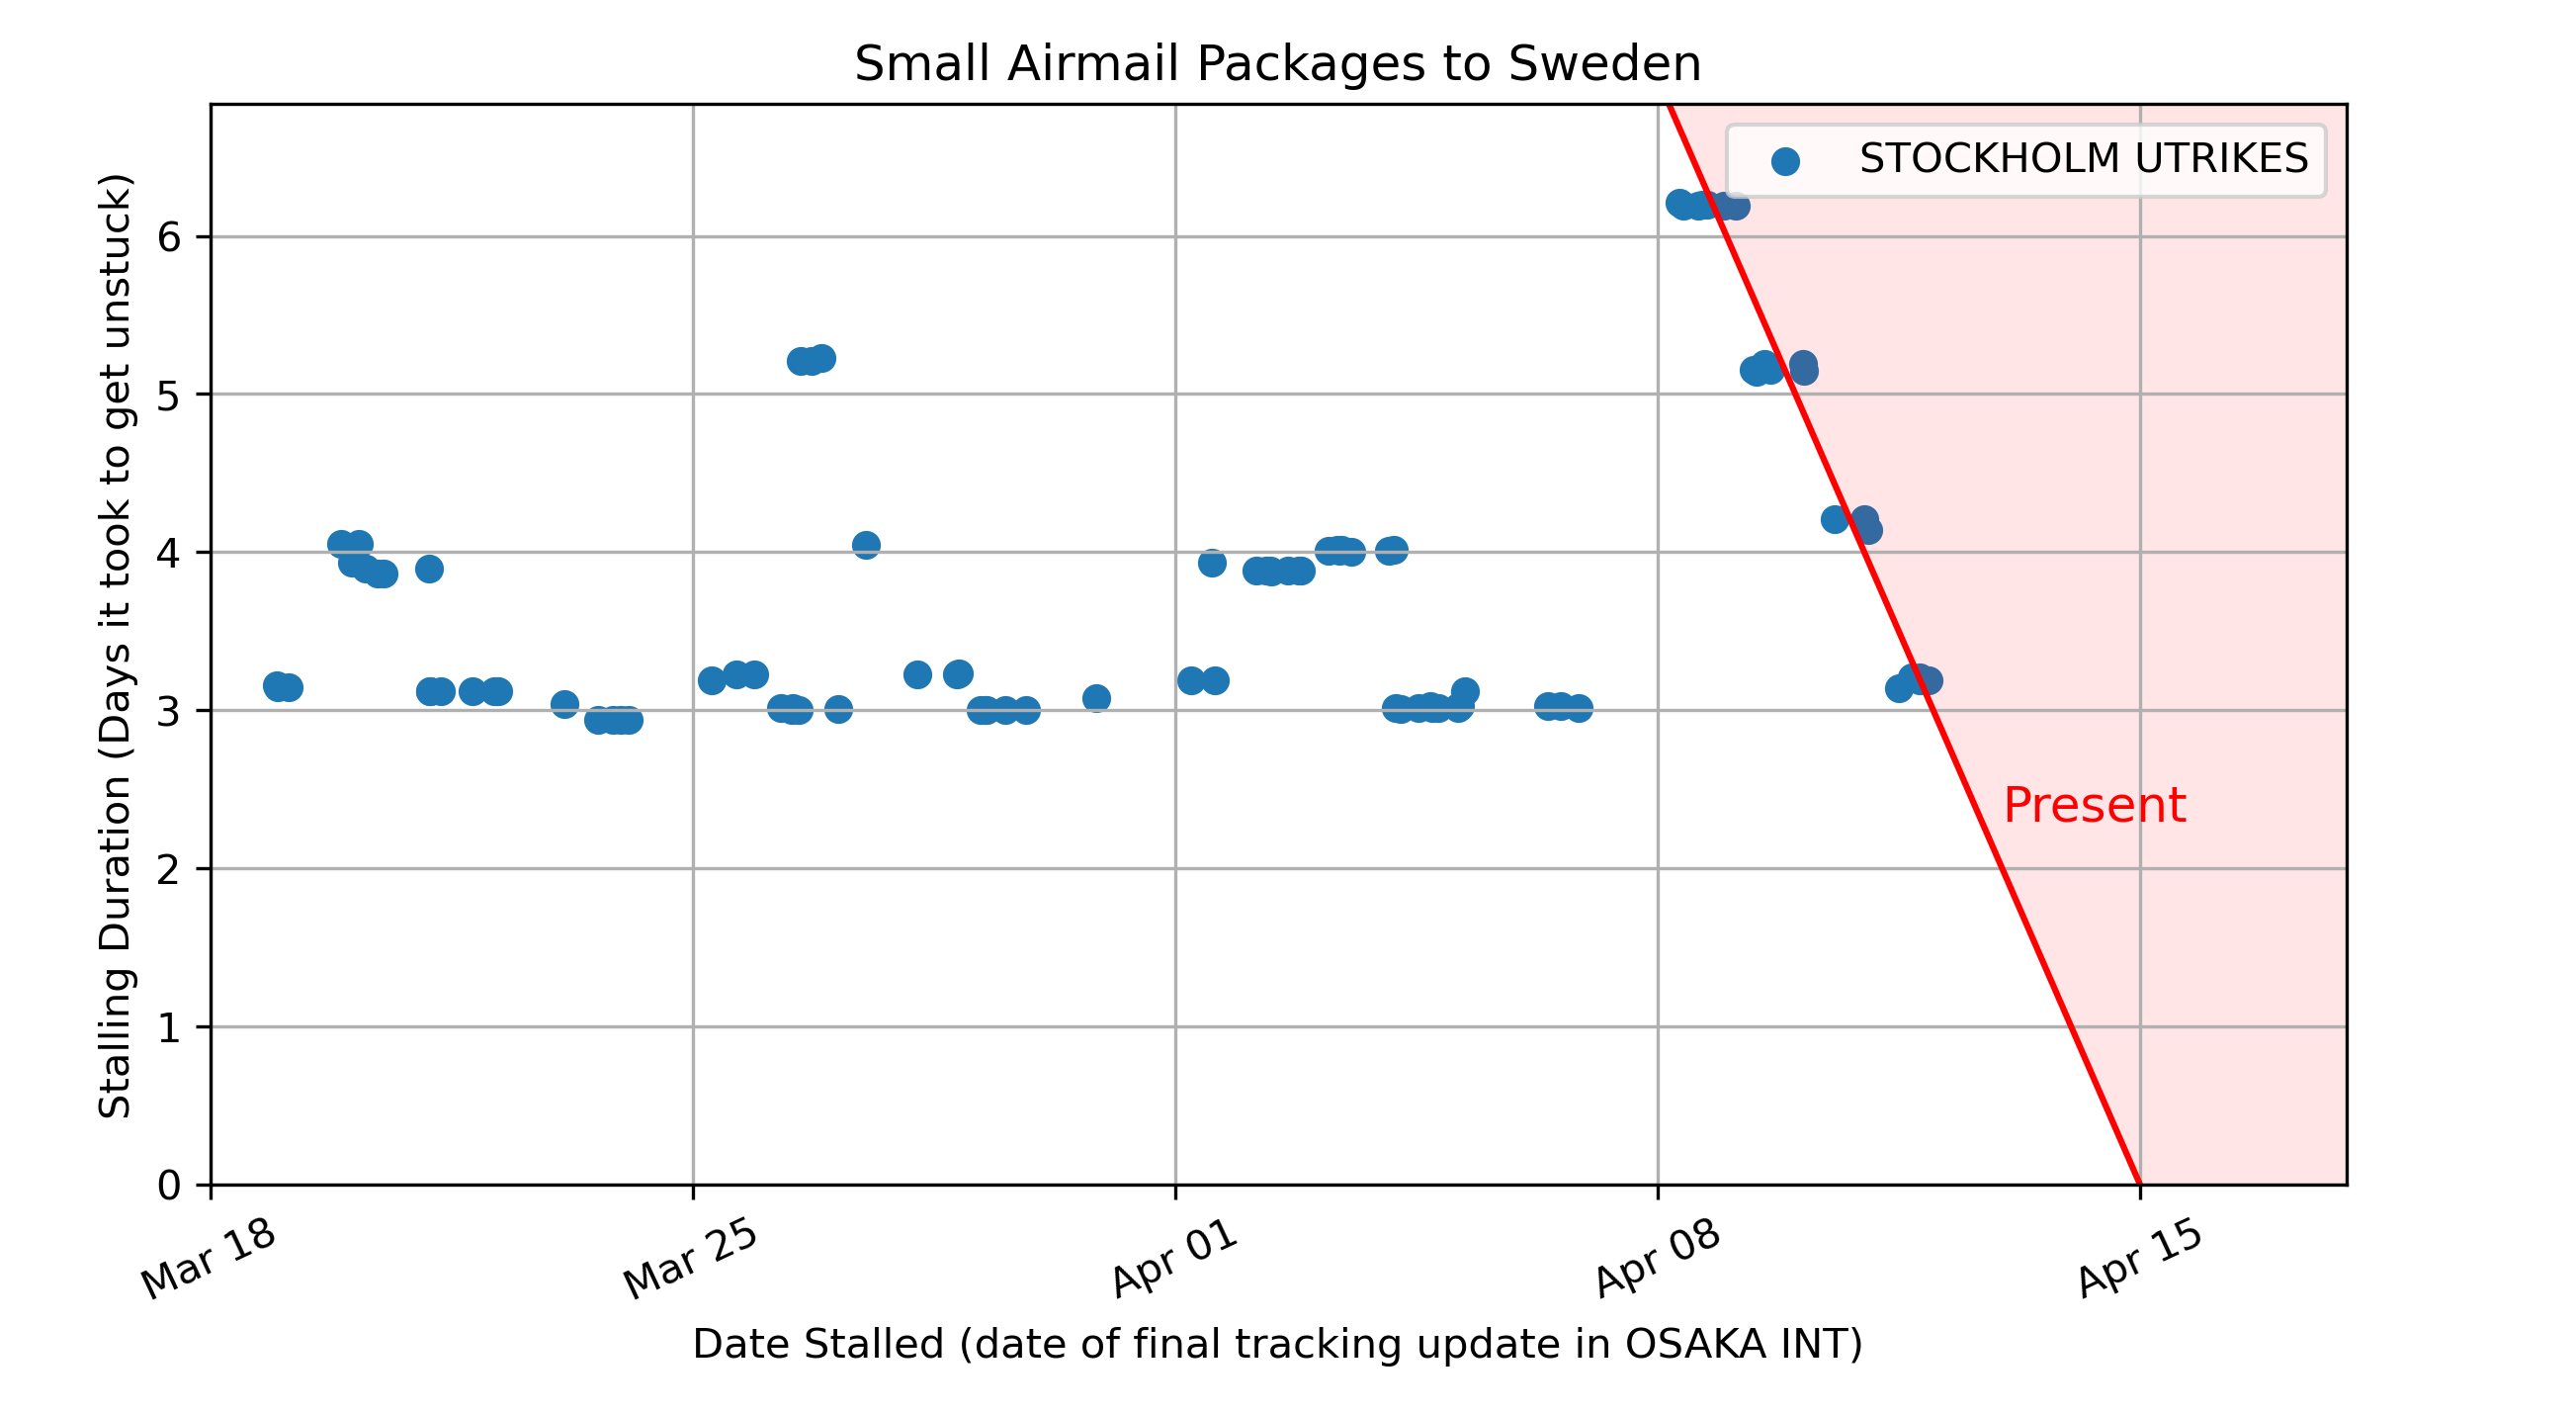 Small Airmail Packages to Sweden
STOCKHOLM UTRIKES
Stalling Duration (Days it took to get unstuck)
6
5
4
3
2
1
0
Present
Mar 18
Mar 25
Apr 01
Apr 08
Apr 15
Date Stalled (date of final tracking update in OSAKA INT)